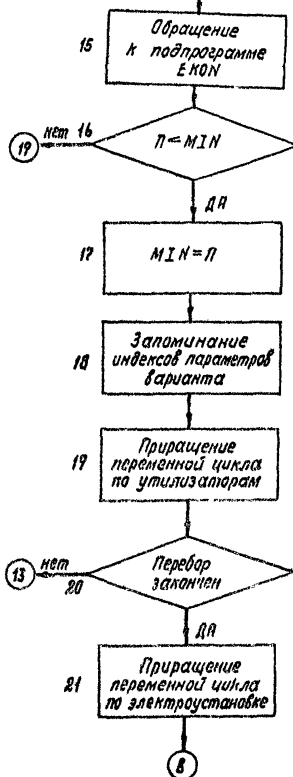 15
Обращение
к подпрограмме
EKON
нет 16
19
П<MIN
ДА
17
MIN=П
18
Запоминание
индексов параметров
варианта
19
Приращение
переменной цикла
по утилизаторам
нет
13
20
Перебор
закончен
ДА
21
Приращение
переменной цикла
по электроустановке
В